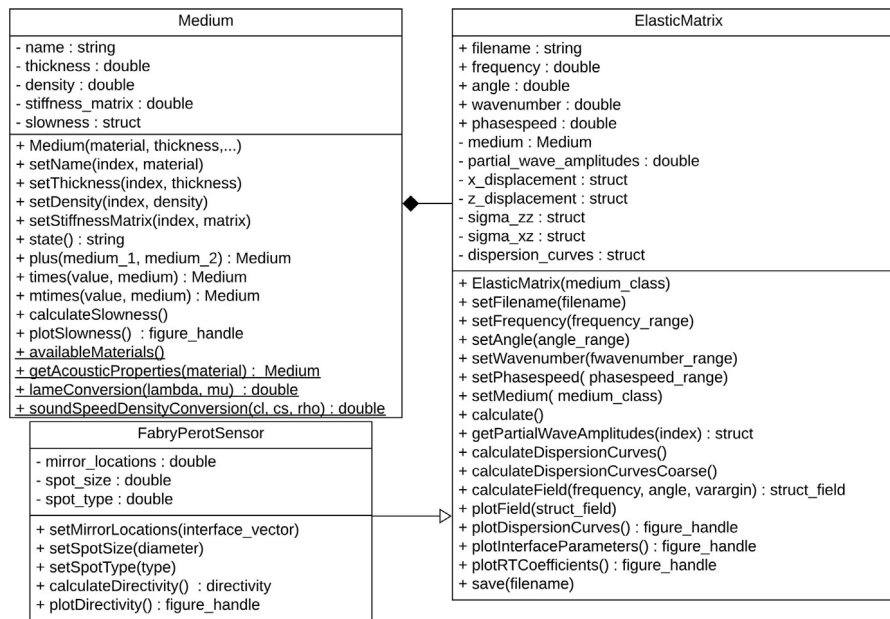 Medium
- name : string
- thickness : double
- density : double
- stiffness_matrix : double
- slowness : struct
+ Medium(material, thickness,...)
+ setName(index, material)
+ setThickness(index, thickness)
+ setDensity(index, density)
+ setStiffnessMatrix(index, matrix)
+ state() : string
+ plus(medium_1, medium_2) : Medium
+ times(value, medium) : Medium
+ mtimes(value, medium) : Medium
+ calculateSlowness()
+ plotSlowness() : figure_handle
+ availableMaterials()
+ getAcousticProperties(material) : Medium
+ lameConversion(lambda, mu) : double
+ soundSpeedDensityConversion(cl, cs, rho) : double
FabryPerotSensor
- mirror_locations : double
- spot_size : double
- spot_type : double
+ setMirrorLocations(interface_vector)
+ setSpotSize(diameter)
+ setSpotType(type)
+ calculateDirectivity() : directivity
+ plotDirectivity() : figure_handle
ElasticMatrix
+ filename : string
+ frequency : double
+ angle : double
+ wavenumber : double
+ phasespeed : double
- medium : Medium
- partial_wave_amplitudes : double
- x_displacement : struct
- z_displacement : struct
- sigma_zz : struct
- sigma_xz : struct
- dispersion_curves : struct
+ ElasticMatrix(medium_class)
+ setFilename(filename)
+ setFrequency(frequency_range)
+ setAngle(angle_range)
+ setWavenumber(fwavenumber_range)
+ setPhasespeed( phasespeed_range)
+ setMedium( medium_class)
+ calculate()
+ getPartialWaveAmplitudes(index) : struct
+ calculateDispersionCurves()
+ calculateDispersionCurvesCoarse()
+ calculateField(frequency, angle, varargin) : struct_field
+ plotField(struct_field)
+ plotDispersionCurves() : figure_handle
+ plotInterfaceParameters() : figure_handle
+ plotRTCoefficients() : figure_handle
+ save(filename)